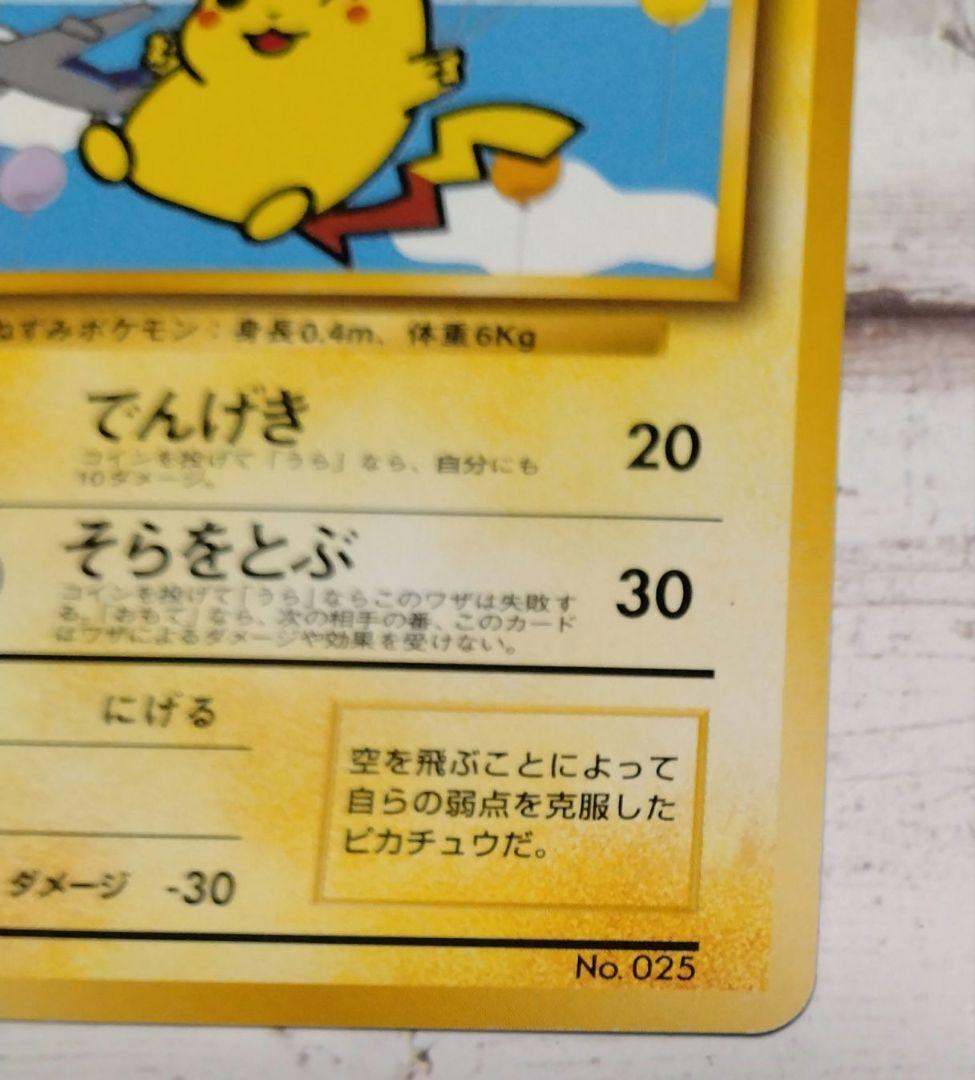 ねずみポケモン：身長0.4m、体重6Kg
でんげき 20
コインを投げて「うら」なら、自分にも
10ダメージ。
そらをとぶ 30
コインを投げて「うら」ならこのワザは失敗す
る。「おもて」なら、次の相手の番、このカード
はワザによるダメージや効果を受けない。
にげる
空を飛ぶことによって
自らの弱点を克服した
ピカチュウだ。
ダメージ -30
No. 025